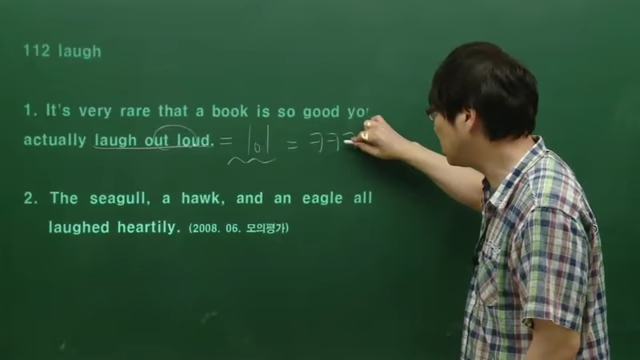 112 laugh
1. It's very rare that a book is so good you
actually laugh out loud. = lol = ㅋㅋㅋ
2. The seagull, a hawk, and an eagle all
laughed heartily. (2008. 06. 모의평가)